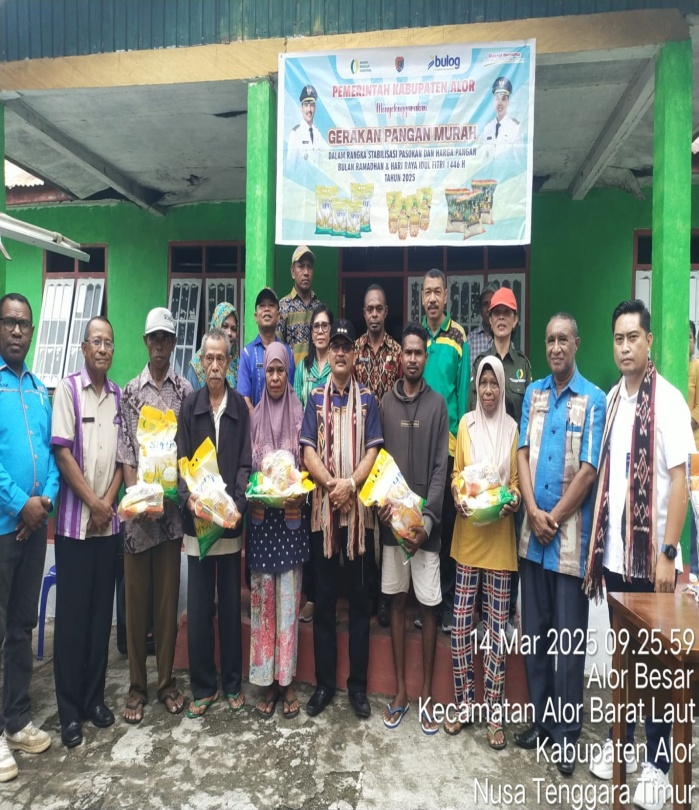 bulog
PEMERINTAH KABUPATEN ALOR
Menyelenggarakan
GERAKAN PANGAN MURAH
DALAM RANGKA STABILISASI PASOKAN DAN HARGA PANGAN
BULAN RAMADHAN & HARI RAYA IDUL FITRI 1446 H
TAHUN 2025
14 Mar 2025 09.25.59
Alor Besar
Kecamatan Alor Barat Laut
Kabupaten Alor
Nusa Tenggara Timur